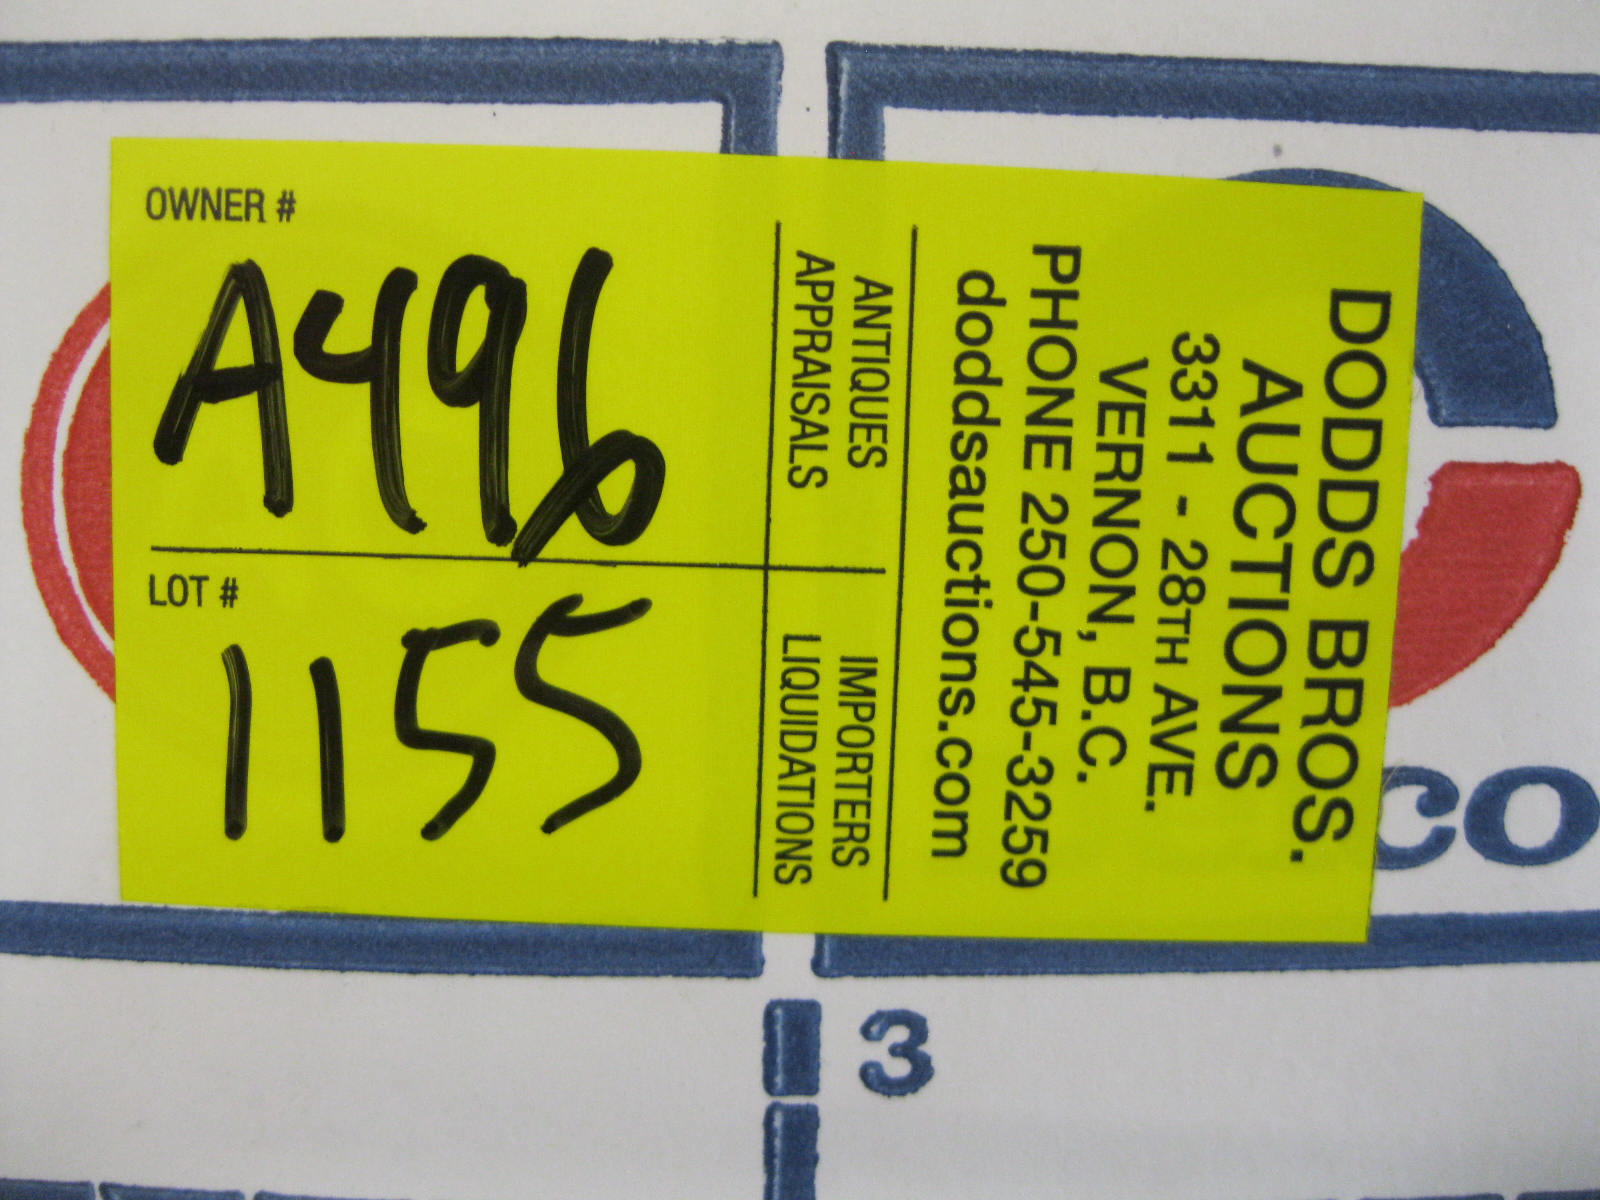 OWNER #
A496
LOT #
1155
ANTIQUES
APPRAISALS
IMPORTERS
LIQUIDATIONS
DODDS BROS.
AUCTIONS
3311 - 28TH AVE.
VERNON, B.C.
PHONE 250-545-3259
doddsauctions.com
co
3